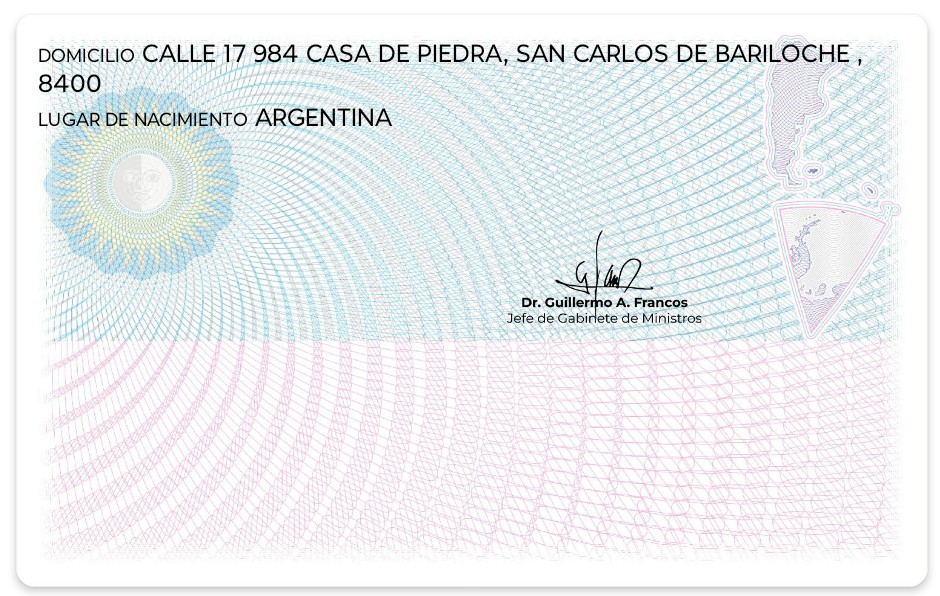 DOMICILIO CALLE 17 984 CASA DE PIEDRA, SAN CARLOS DE BARILOCHE ,
8400
LUGAR DE NACIMIENTO ARGENTINA
Dr. Guillermo A. Francos
Jefe de Gabinete de Ministros